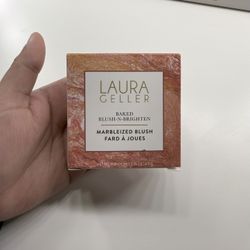 LAURA
GELLER
BAKED
BLUSH-N-BRIGHTEN
MARBLEIZED BLUSH
FARD À JOUES